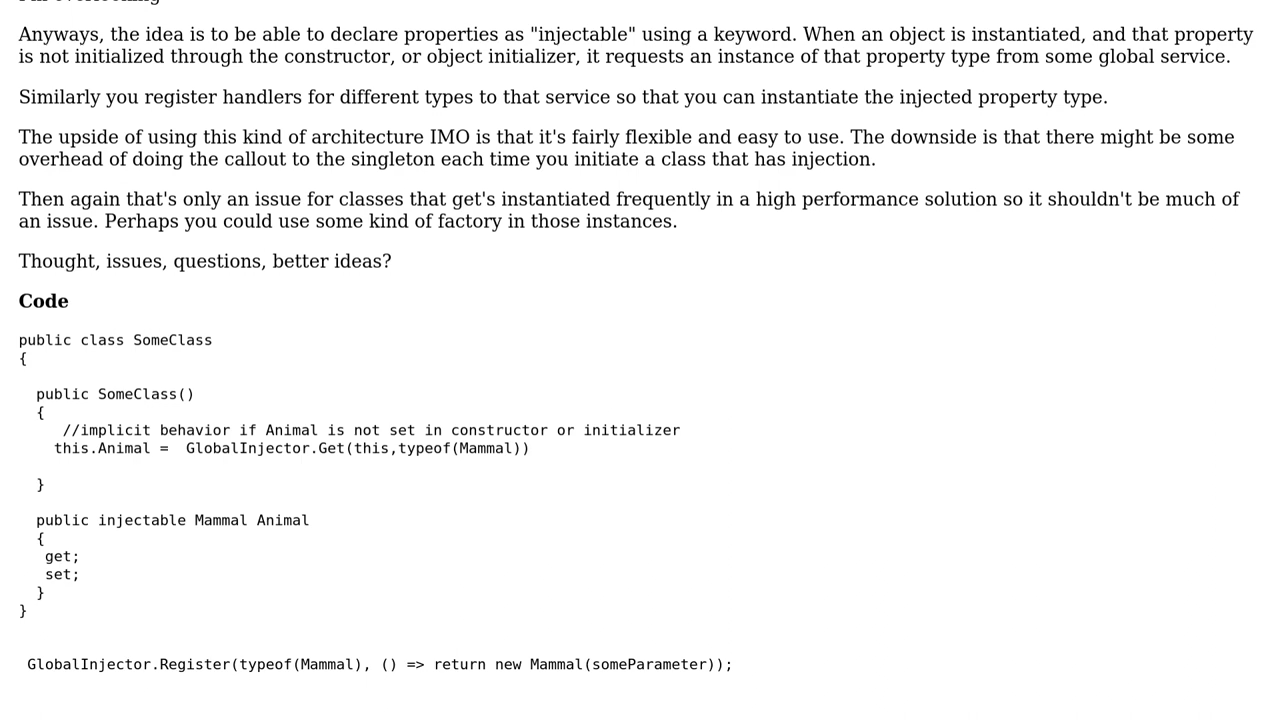 Anyways, the idea is to be able to declare properties as "injectable" using a keyword. When an object is instantiated, and that property
is not initialized through the constructor, or object initializer, it requests an instance of that property type from some global service.
Similarly you register handlers for different types to that service so that you can instantiate the injected property type.
The upside of using this kind of architecture IMO is that it's fairly flexible and easy to use. The downside is that there might be some
overhead of doing the callout to the singleton each time you initiate a class that has injection.
Then again that's only an issue for classes that get's instantiated frequently in a high performance solution so it shouldn't be much of
an issue. Perhaps you could use some kind of factory in those instances.
Thought, issues, questions, better ideas?
Code
public class SomeClass
{
  public SomeClass()
  {
     //implicit behavior if Animal is not set in constructor or initializer
    this.Animal =  GlobalInjector.Get(this,typeof(Mammal))
  }
  public injectable Mammal Animal
  {
   get;
   set;
  }
}
 GlobalInjector.Register(typeof(Mammal), () => return new Mammal(someParameter));